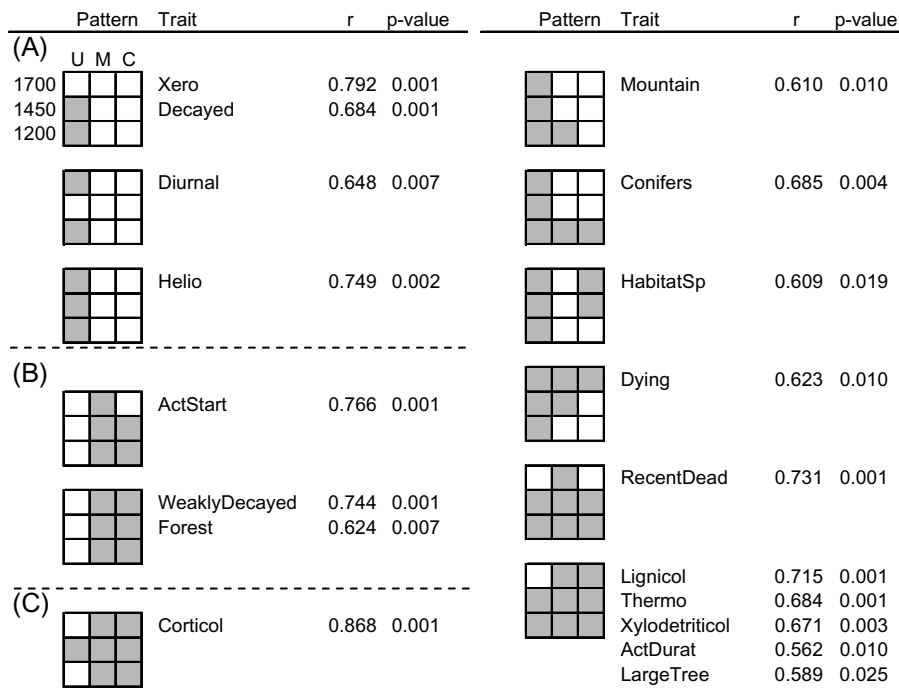 Pattern Trait r p-value
(A)
U M C
1700 Xero 0.792 0.001
1450 Decayed 0.684 0.001
1200
Diurnal 0.648 0.007
Helio 0.749 0.002
(B)
ActStart 0.766 0.001
WeaklyDecayed 0.744 0.001
Forest 0.624 0.007
(C)
Corticol 0.868 0.001
Pattern Trait r p-value
Mountain 0.610 0.010
Conifers 0.685 0.004
HabitatSp 0.609 0.019
Dying 0.623 0.010
RecentDead 0.731 0.001
Lignicol 0.715 0.001
Thermo 0.684 0.001
Xylodetriticol 0.671 0.003
ActDurat 0.562 0.010
LargeTree 0.589 0.025